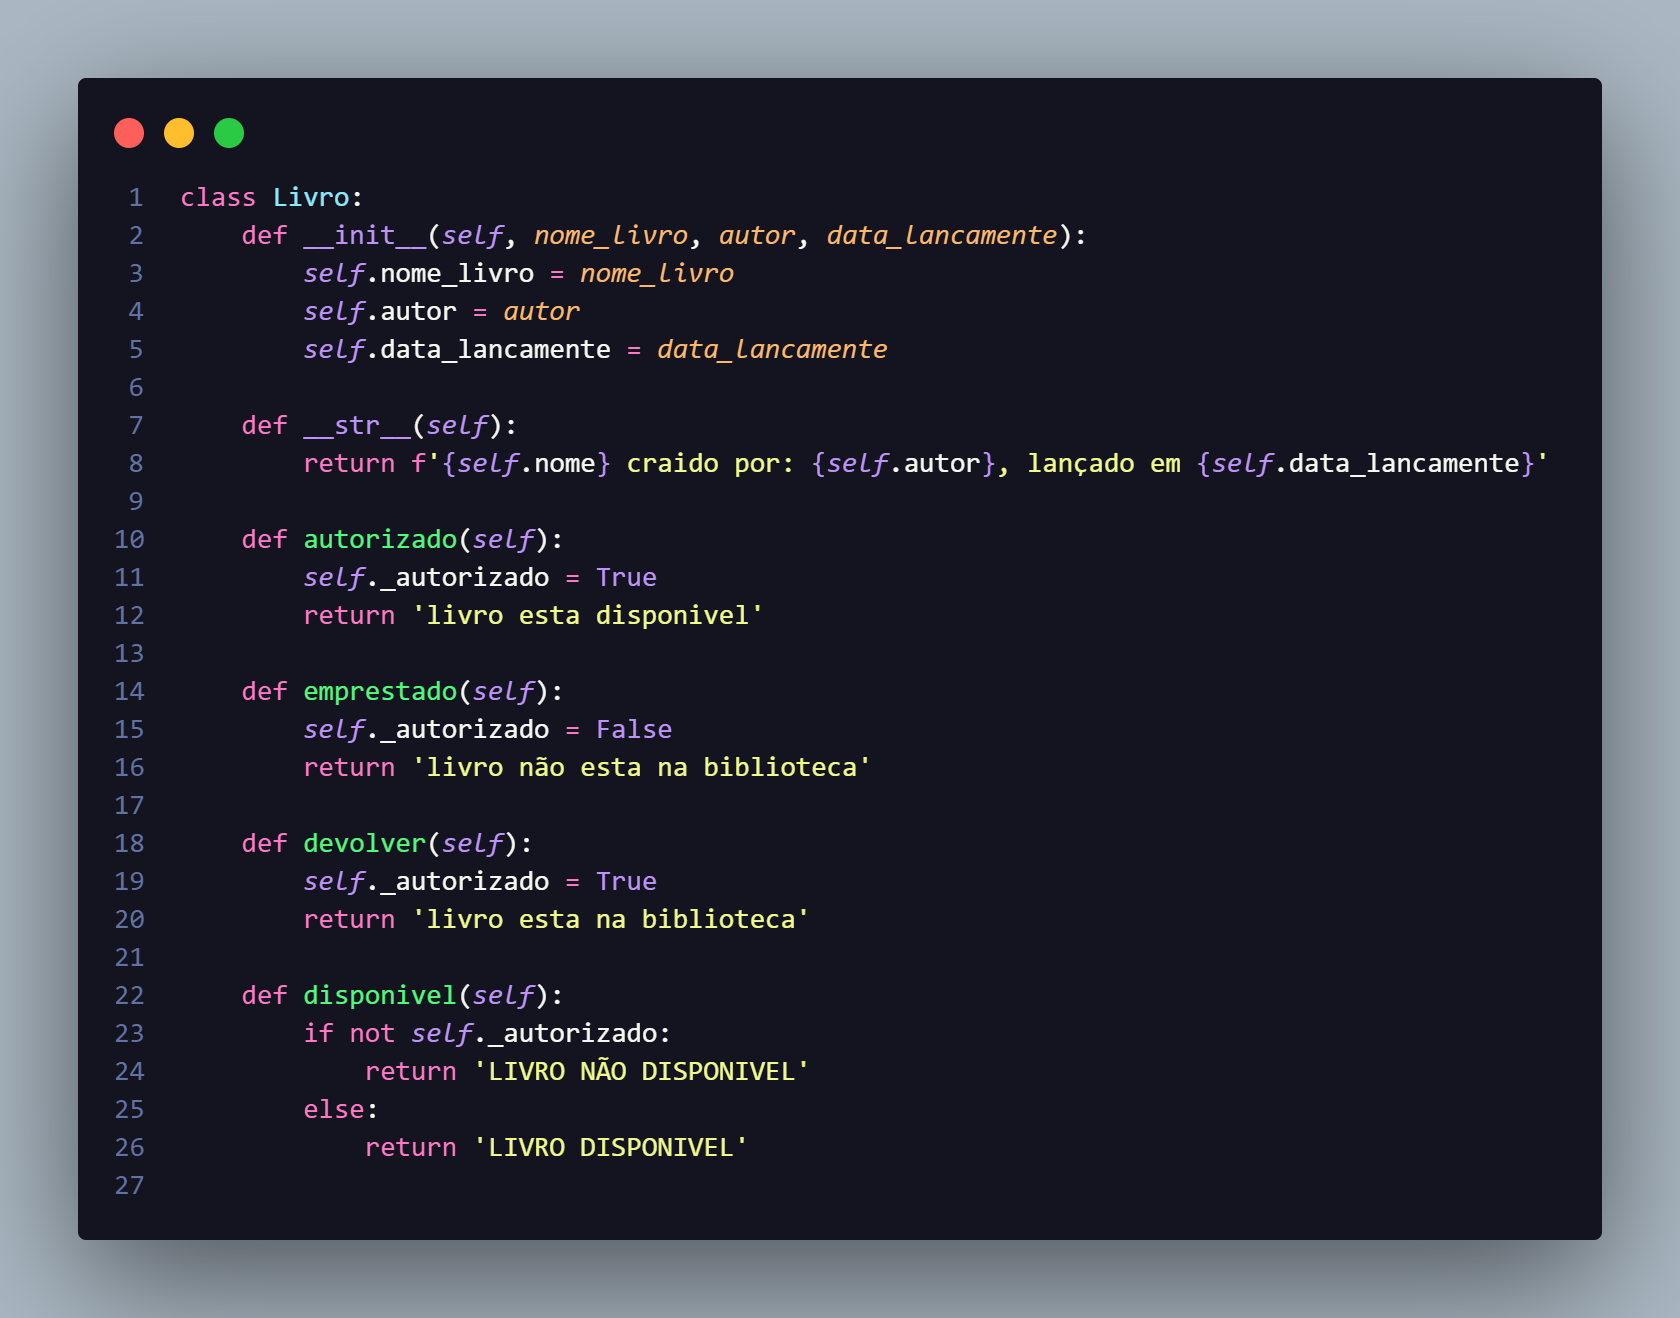 1 class Livro:
2     def __init__(self, nome_livro, autor, data_lancamente):
3         self.nome_livro = nome_livro
4         self.autor = autor
5         self.data_lancamente = data_lancamente
6
7     def __str__(self):
8         return f'{self.nome} craido por: {self.autor}, lançado em {self.data_lancamente}'
9
10     def autorizado(self):
11         self._autorizado = True
12         return 'livro esta disponivel'
13
14     def emprestado(self):
15         self._autorizado = False
16         return 'livro não esta na biblioteca'
17
18     def devolver(self):
19         self._autorizado = True
20         return 'livro esta na biblioteca'
21
22     def disponivel(self):
23         if not self._autorizado:
24             return 'LIVRO NÃO DISPONIVEL'
25         else:
26             return 'LIVRO DISPONIVEL'
27